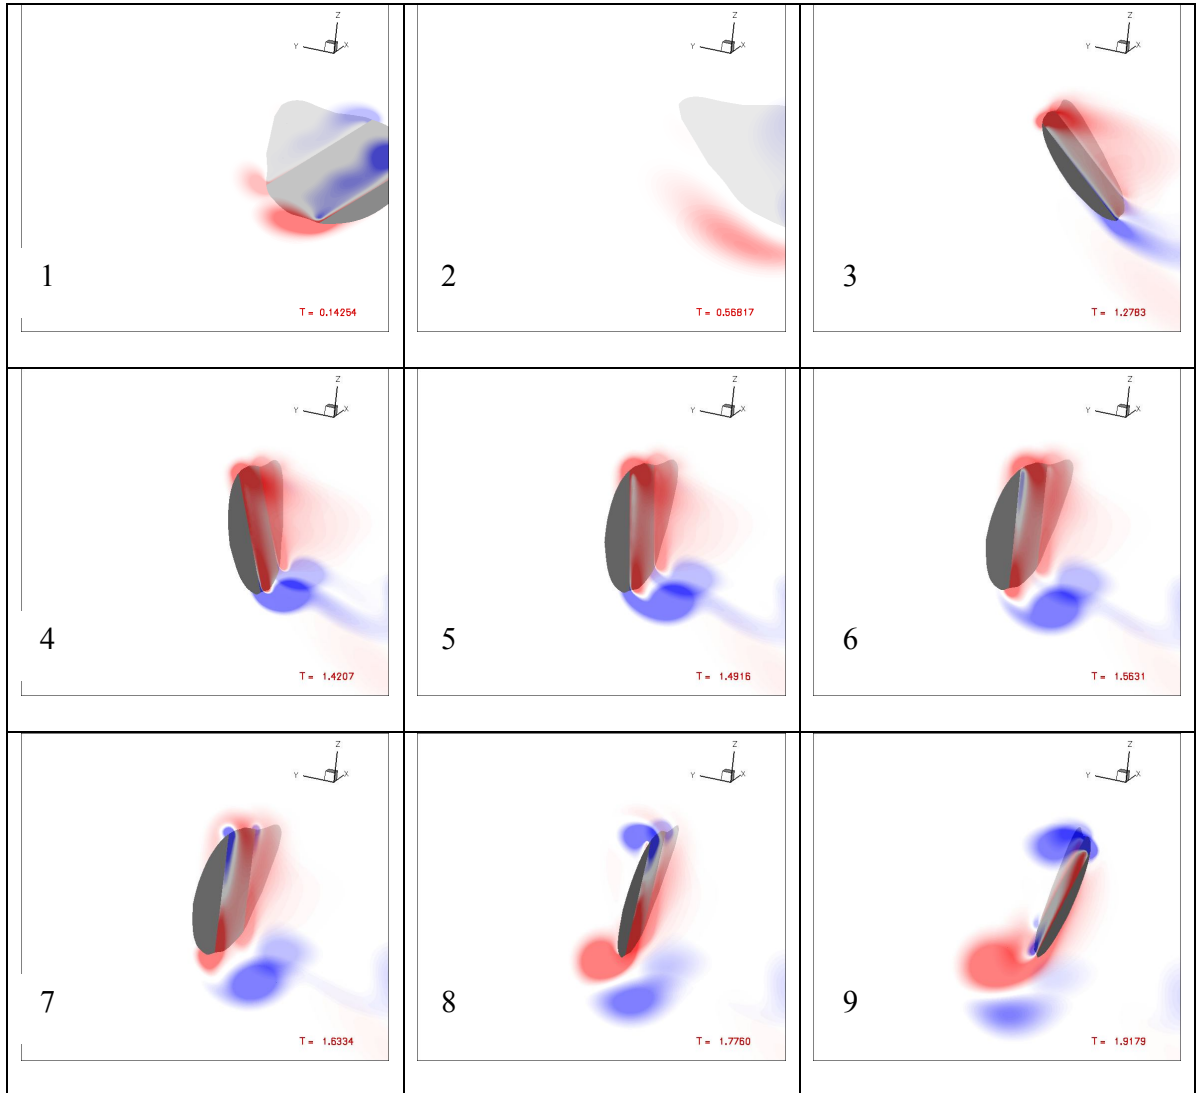 Z
Y X
1
T = 0.14254
Z
Y X
2
T = 0.56817
Z
Y X
3
T = 1.2783
Z
Y X
4
T = 1.4207
Z
Y X
5
T = 1.4916
Z
Y X
6
T = 1.5631
Z
Y X
7
T = 1.6334
Z
Y X
8
T = 1.7760
Z
Y X
9
T = 1.9179